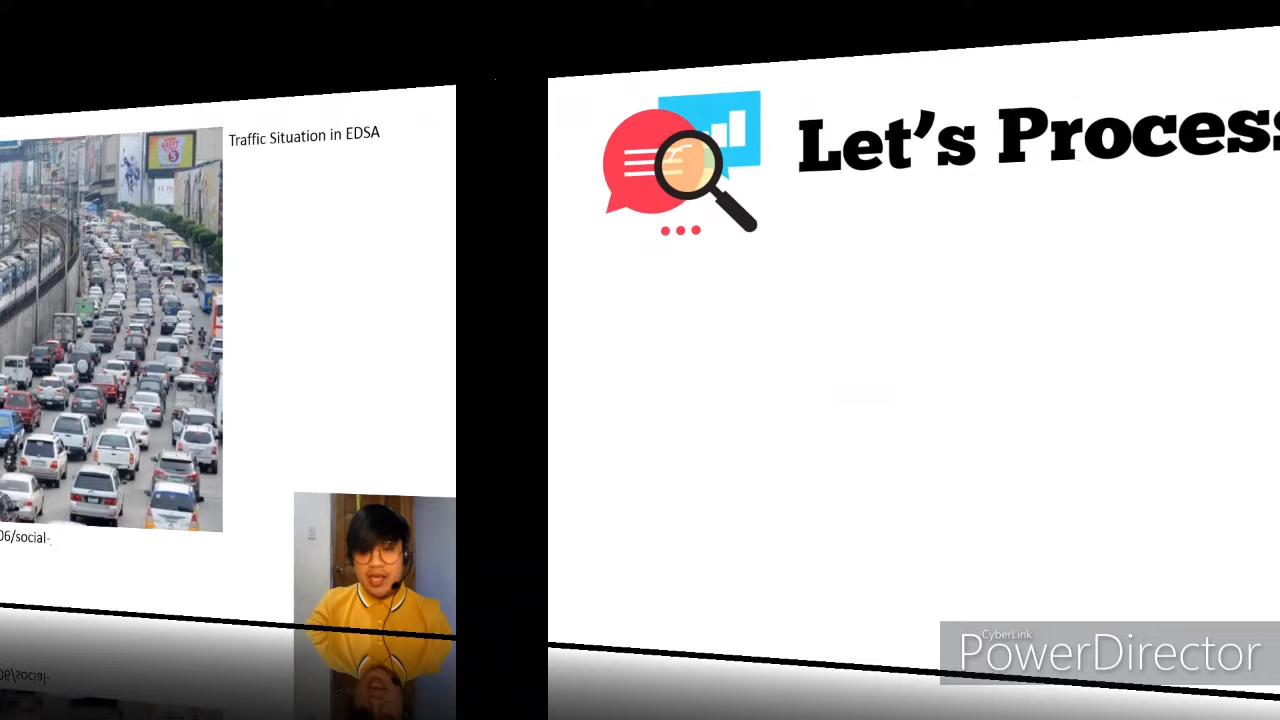 Traffic Situation in EDSA
06/social-
Let's Process
CyberLink
PowerDirector